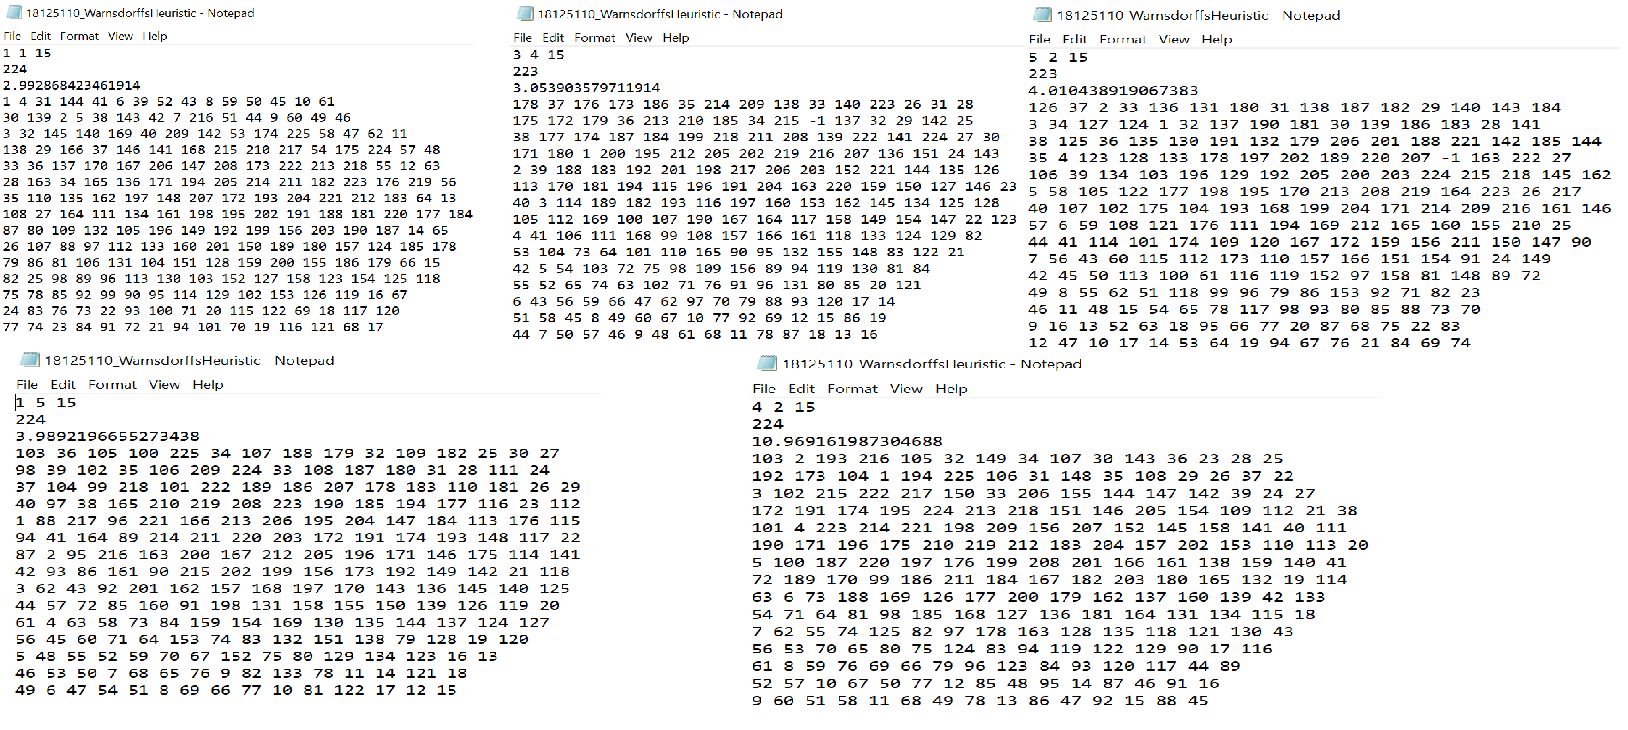 18125110_WarnsdorffsHeuristic - Notepad
File Edit Format View Help
1 1 15
224
2.992868423461914
1 4 31 144 41 6 39 52 43 8 59 50 45 10 61
30 139 2 5 38 143 42 7 216 51 44 9 60 49 46
3 32 145 140 169 40 209 142 53 174 225 58 47 62 11
138 29 166 37 146 141 168 215 210 217 54 175 224 57 48
33 36 137 170 167 206 147 208 173 222 213 218 55 12 63
28 163 34 165 136 171 194 205 214 211 182 223 176 219 56
35 110 135 162 197 148 207 172 193 204 221 212 183 64 13
108 27 164 111 134 161 198 195 202 191 188 181 220 177 184
87 80 109 132 105 196 149 192 199 156 203 190 187 14 65
26 107 88 97 112 133 160 201 150 189 180 157 124 185 178
79 86 81 106 131 104 151 128 159 200 155 186 179 66 15
82 25 98 89 96 113 130 103 152 127 158 123 154 125 118
75 78 85 92 99 90 95 114 129 102 153 126 119 16 67
24 83 76 73 22 93 100 71 20 115 122 69 18 117 120
77 74 23 84 91 72 21 94 101 70 19 116 121 68 17
18125110_WarnsdorffsHeuristic - Notepad
File Edit Format View Help
3 4 15
223
3.053903579711914
178 37 176 173 186 35 214 209 138 33 140 223 26 31 28
175 172 179 36 213 210 185 34 215 -1 137 32 29 142 25
38 177 174 187 184 199 218 211 208 139 222 141 224 27 30
171 180 1 200 195 212 205 202 219 216 207 136 151 24 143
2 39 188 183 192 201 198 217 206 203 152 221 144 135 126
113 170 181 194 115 196 191 204 163 220 159 150 127 146 23
40 3 114 189 182 193 116 197 160 153 162 145 134 125 128
105 112 169 100 107 190 167 164 117 158 149 154 147 22 123
4 41 106 111 168 99 108 157 166 161 118 133 124 129 82
53 104 73 64 101 110 165 90 95 132 155 148 83 122 21
42 5 54 103 72 75 98 109 156 89 94 119 130 81 84
55 52 65 74 63 102 71 76 91 96 131 80 85 20 121
6 43 56 59 66 47 62 97 70 79 88 93 120 17 14
51 58 45 8 49 60 67 10 77 92 69 12 15 86 19
44 7 50 57 46 9 48 61 68 11 78 87 18 13 16
18125110_WarnsdorffsHeuristic - Notepad
File Edit Format View Help
5 2 15
223
4.010438919067383
126 37 2 33 136 131 180 31 138 187 182 29 140 143 184
3 34 127 124 1 32 137 190 181 30 139 186 183 28 141
38 125 36 135 130 191 132 179 206 201 188 221 142 185 144
35 4 123 128 133 178 197 202 189 220 207 -1 163 222 27
106 39 134 103 196 129 192 205 200 203 224 215 218 145 162
5 58 105 122 177 198 195 170 213 208 219 164 223 26 217
40 107 102 175 104 193 168 199 204 171 214 209 216 161 146
57 6 59 108 121 176 111 194 169 212 165 160 155 210 25
44 41 114 101 174 109 120 167 172 159 156 211 150 147 90
7 56 43 60 115 112 173 110 157 166 151 154 91 24 149
42 45 50 113 100 61 116 119 152 97 158 81 148 89 72
49 8 55 62 51 118 99 96 79 86 153 92 71 82 23
46 11 48 15 54 65 78 117 98 93 80 85 88 73 70
9 16 13 52 63 18 95 66 77 20 87 68 75 22 83
12 47 10 17 14 53 64 19 94 67 76 21 84 69 74
18125110_WarnsdorffsHeuristic Notepad
File Edit Format View Help
1 5 15
224
3.9892196655273438
103 36 105 100 225 34 107 188 179 32 109 182 25 30 27
98 39 102 35 106 209 224 33 108 187 180 31 28 111 24
37 104 99 218 101 222 189 186 207 178 183 110 181 26 29
40 97 38 165 210 219 208 223 190 185 194 177 116 23 112
1 88 217 96 221 166 213 206 195 204 147 184 113 176 115
94 41 164 89 214 211 220 203 172 191 174 193 148 117 22
87 2 95 216 163 200 167 212 205 196 171 146 175 114 141
42 93 86 161 90 215 202 199 156 173 192 149 142 21 118
3 62 43 92 201 162 157 168 197 170 143 136 145 140 125
44 57 72 85 160 91 198 131 158 155 150 139 126 119 20
61 4 63 58 73 84 159 154 169 130 135 144 137 124 127
56 45 60 71 64 153 74 83 132 151 138 79 128 19 120
5 48 55 52 59 70 67 152 75 80 129 134 123 16 13
46 53 50 7 68 65 76 9 82 133 78 11 14 121 18
49 6 47 54 51 8 69 66 77 10 81 122 17 12 15
18125110 WarnsdorffsHeuristic - Notepad
File Edit Format View Help
4 2 15
224
10.969161987304688
103 2 193 216 105 32 149 34 107 30 143 36 23 28 25
192 173 104 1 194 225 106 31 148 35 108 29 26 37 22
3 102 215 222 217 150 33 206 155 144 147 142 39 24 27
172 191 174 195 224 213 218 151 146 205 154 109 112 21 38
101 4 223 214 221 198 209 156 207 152 145 158 141 40 111
190 171 196 175 210 219 212 183 204 157 202 153 110 113 20
5 100 187 220 197 176 199 208 201 166 161 138 159 140 41
72 189 170 99 186 211 184 167 182 203 180 165 132 19 114
63 6 73 188 169 126 177 200 179 162 137 160 139 42 133
54 71 64 81 98 185 168 127 136 181 164 131 134 115 18
7 62 55 74 125 82 97 178 163 128 135 118 121 130 43
56 53 70 65 80 75 124 83 94 119 122 129 90 17 116
61 8 59 76 69 66 79 96 123 84 93 120 117 44 89
52 57 10 67 50 77 12 85 48 95 14 87 46 91 16
9 60 51 58 11 68 49 78 13 86 47 92 15 88 45